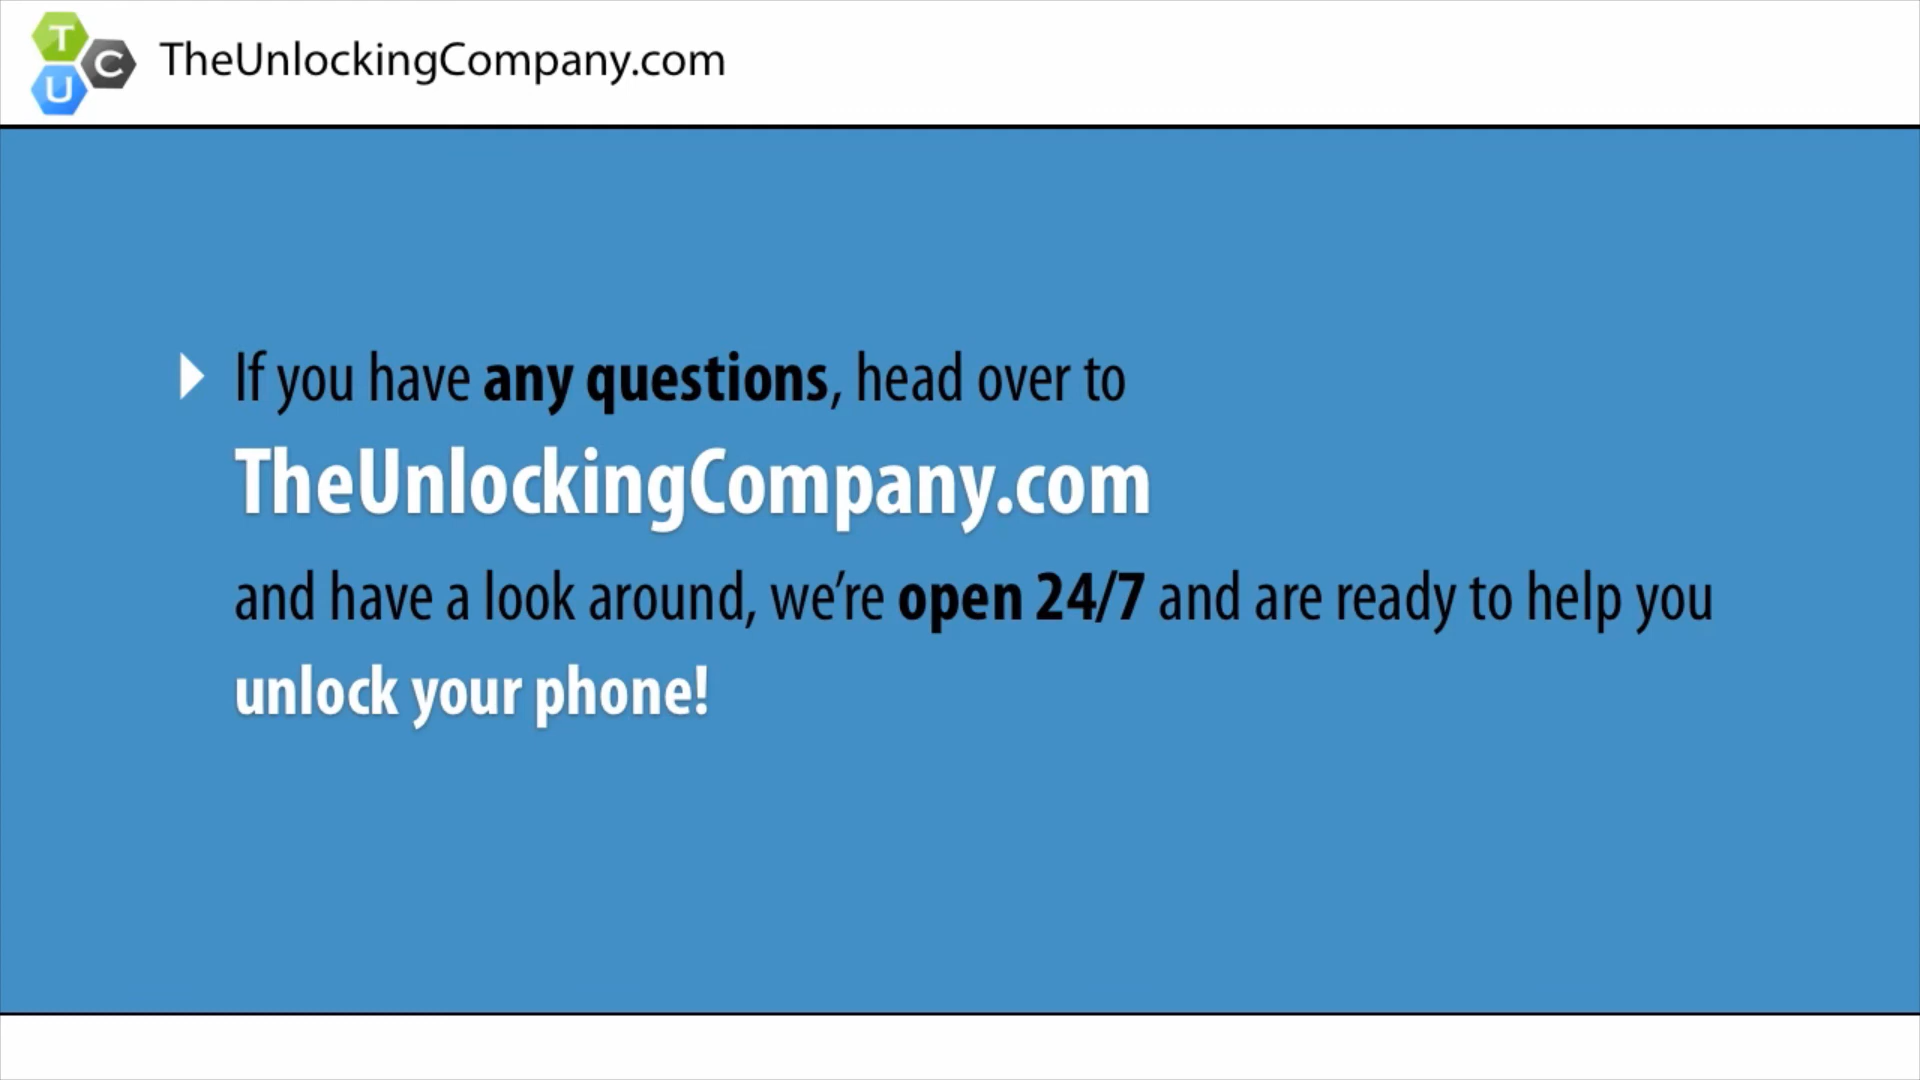 T
C
U
TheUnlockingCompany.com
If you have any questions, head over to
TheUnlockingCompany.com
and have a look around, we’re open 24/7 and are ready to help you
unlock your phone!